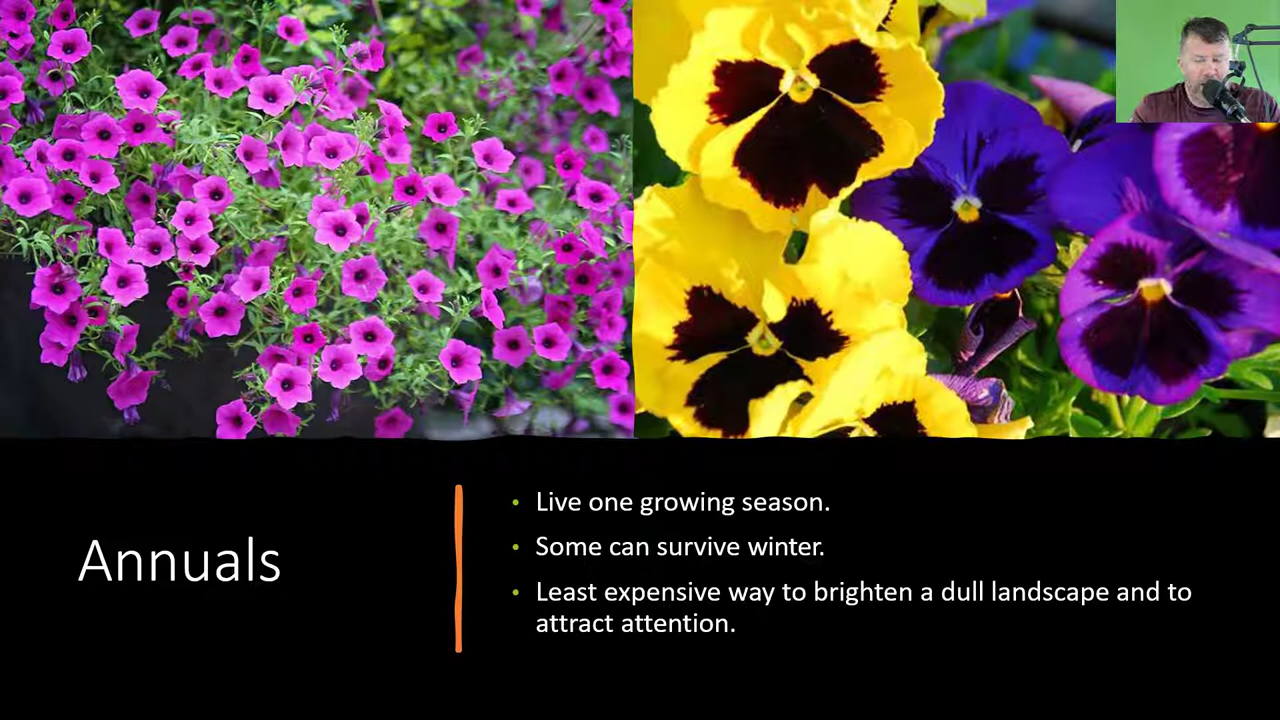 Annuals
Live one growing season.
Some can survive winter.
Least expensive way to brighten a dull landscape and to
attract attention.